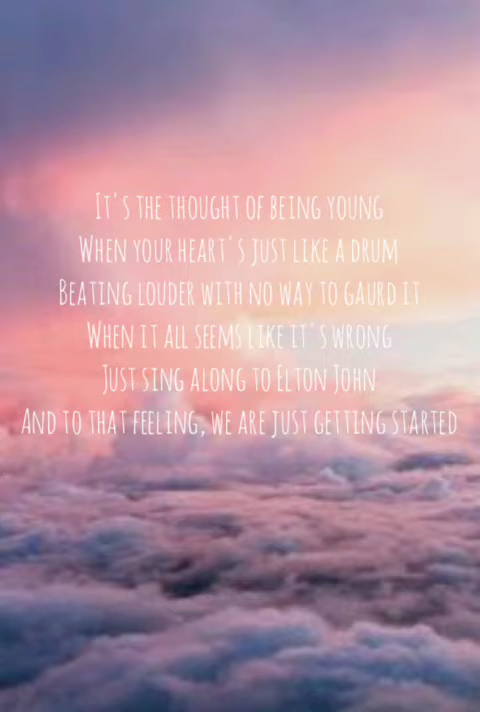 It's the thought of being young
When your heart's just like a drum
Beating louder with no way to gaurd it
When it all seems like it's wrong
Just sing along to Elton John
And to that feeling, we are just getting started